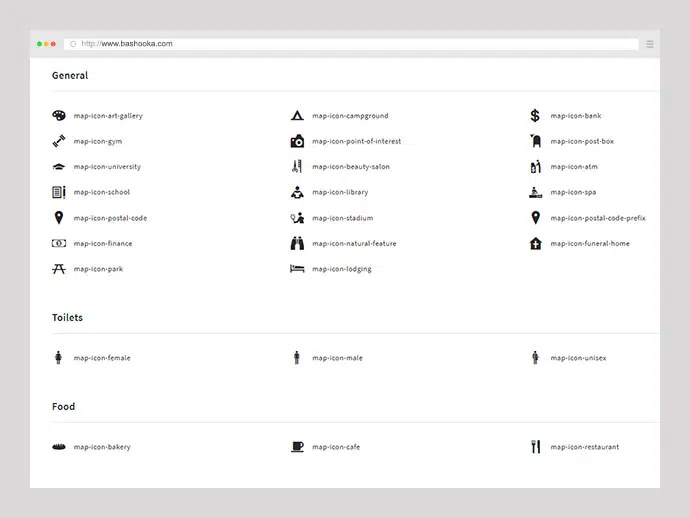 http://www.bashooka.com
General
map-icon-art-gallery map-icon-campground map-icon-bank
map-icon-gym map-icon-point-of-interest map-icon-post-box
map-icon-university map-icon-beauty-salon map-icon-atm
map-icon-school map-icon-library map-icon-spa
map-icon-postal-code map-icon-stadium map-icon-postal-code-prefix
map-icon-finance map-icon-natural-feature map-icon-funeral-home
map-icon-park map-icon-lodging
Toilets
map-icon-female map-icon-male map-icon-unisex
Food
map-icon-bakery map-icon-cafe map-icon-restaurant